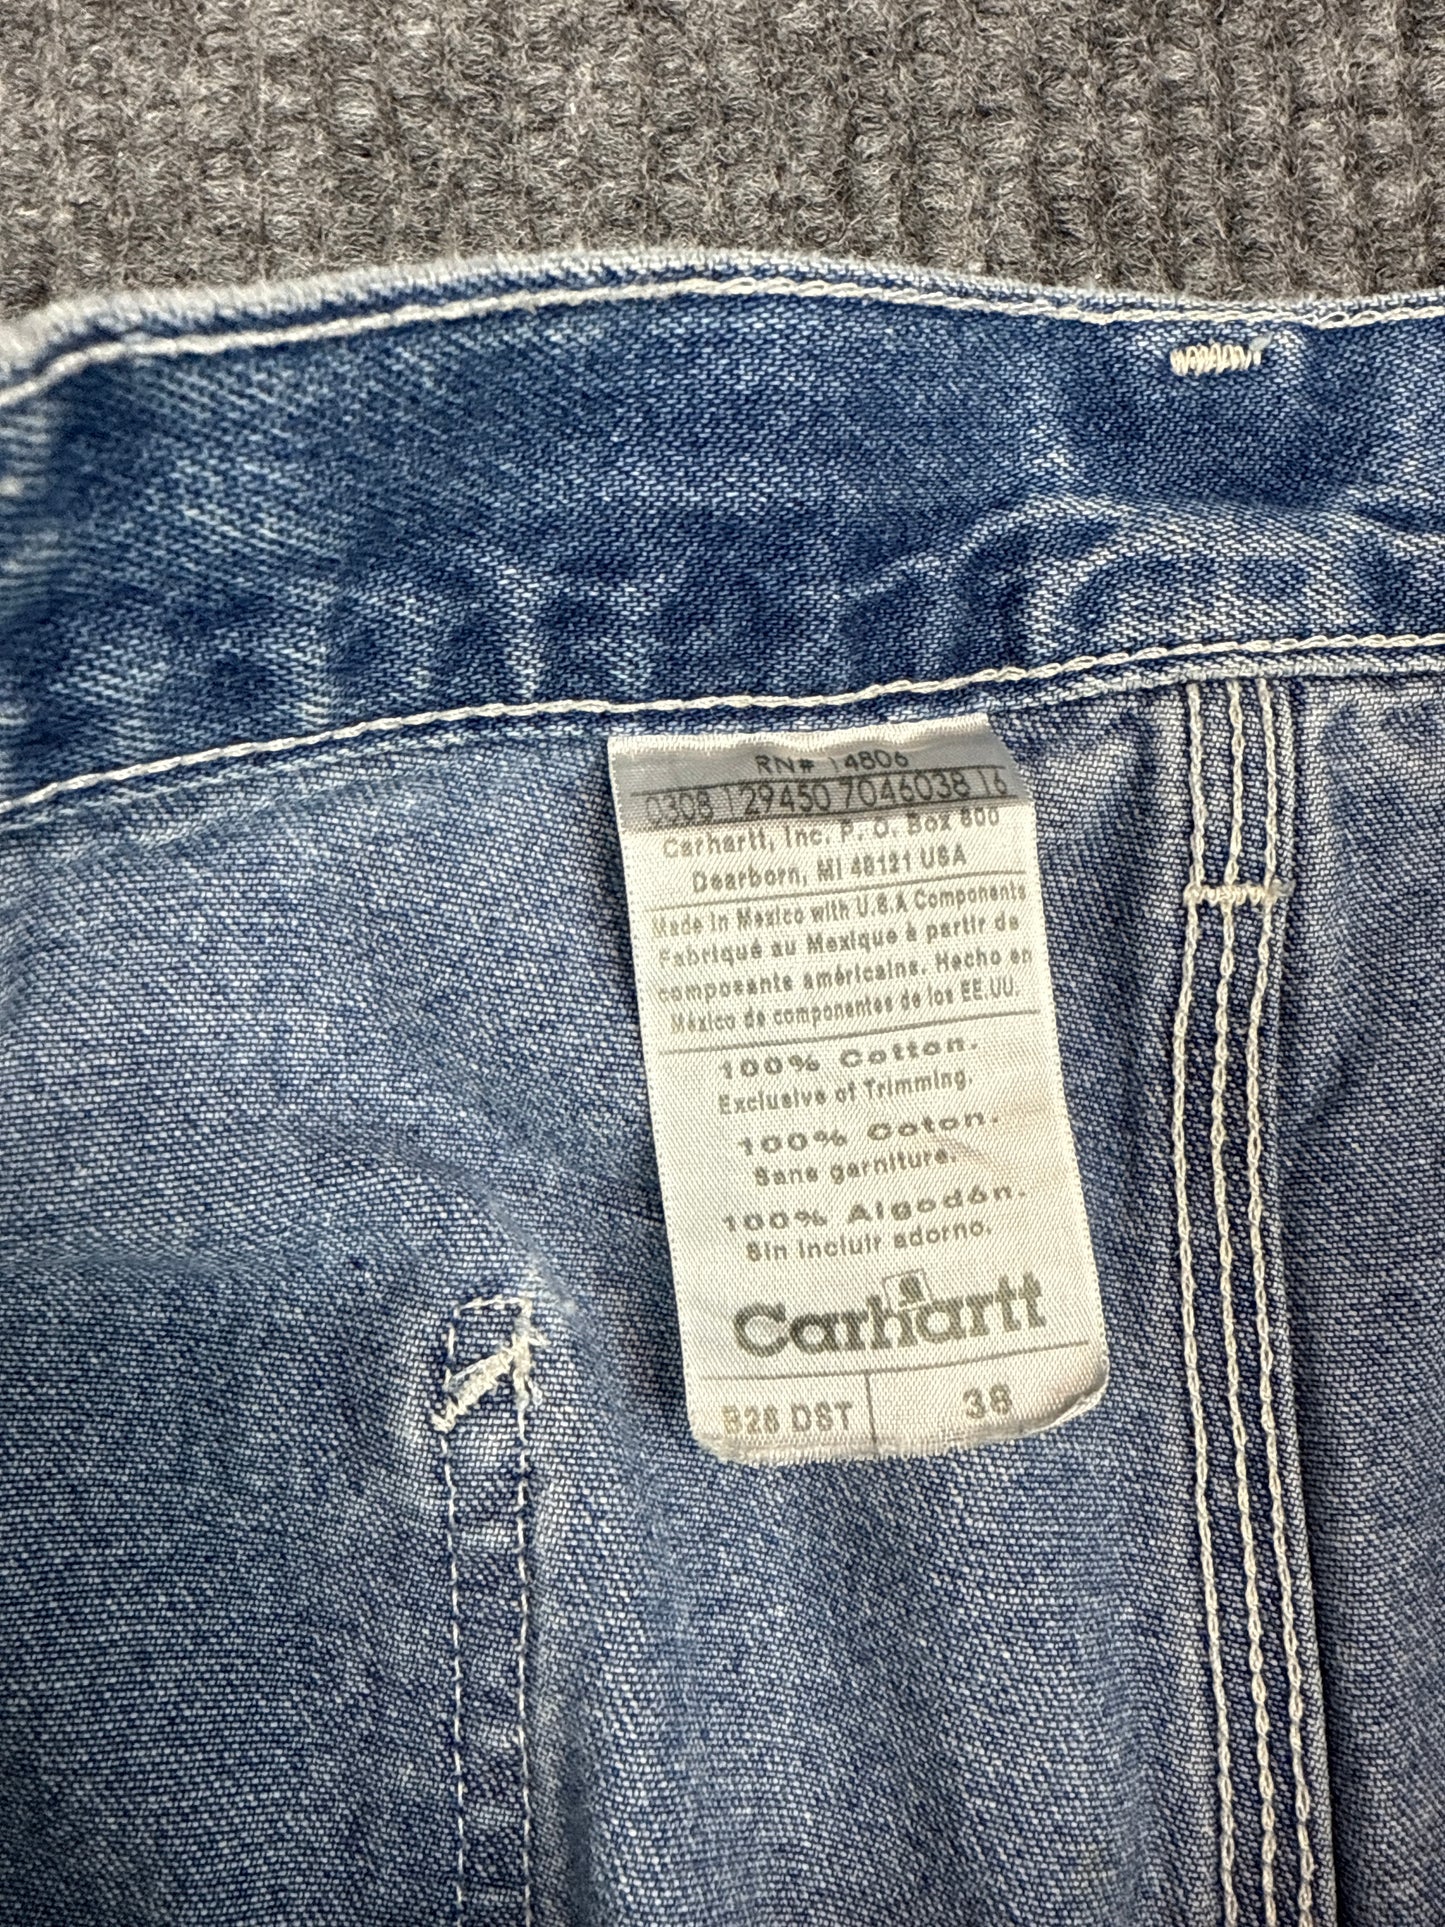 RN# 14806
0308 129450 7046038 16
Carhartt, Inc. P. O. Box 600
Dearborn, MI 48121 USA
Made in Mexico with U.S.A Components
Fabriqué au Mexique à partir de
composants américains. Hecho en
México de componentes de los EE.UU.
100% Cotton.
Exclusive of Trimming.
100% Coton.
Sans garniture.
100% Algodón.
Sin incluir adorno.
Carhartt
B28 DST 38